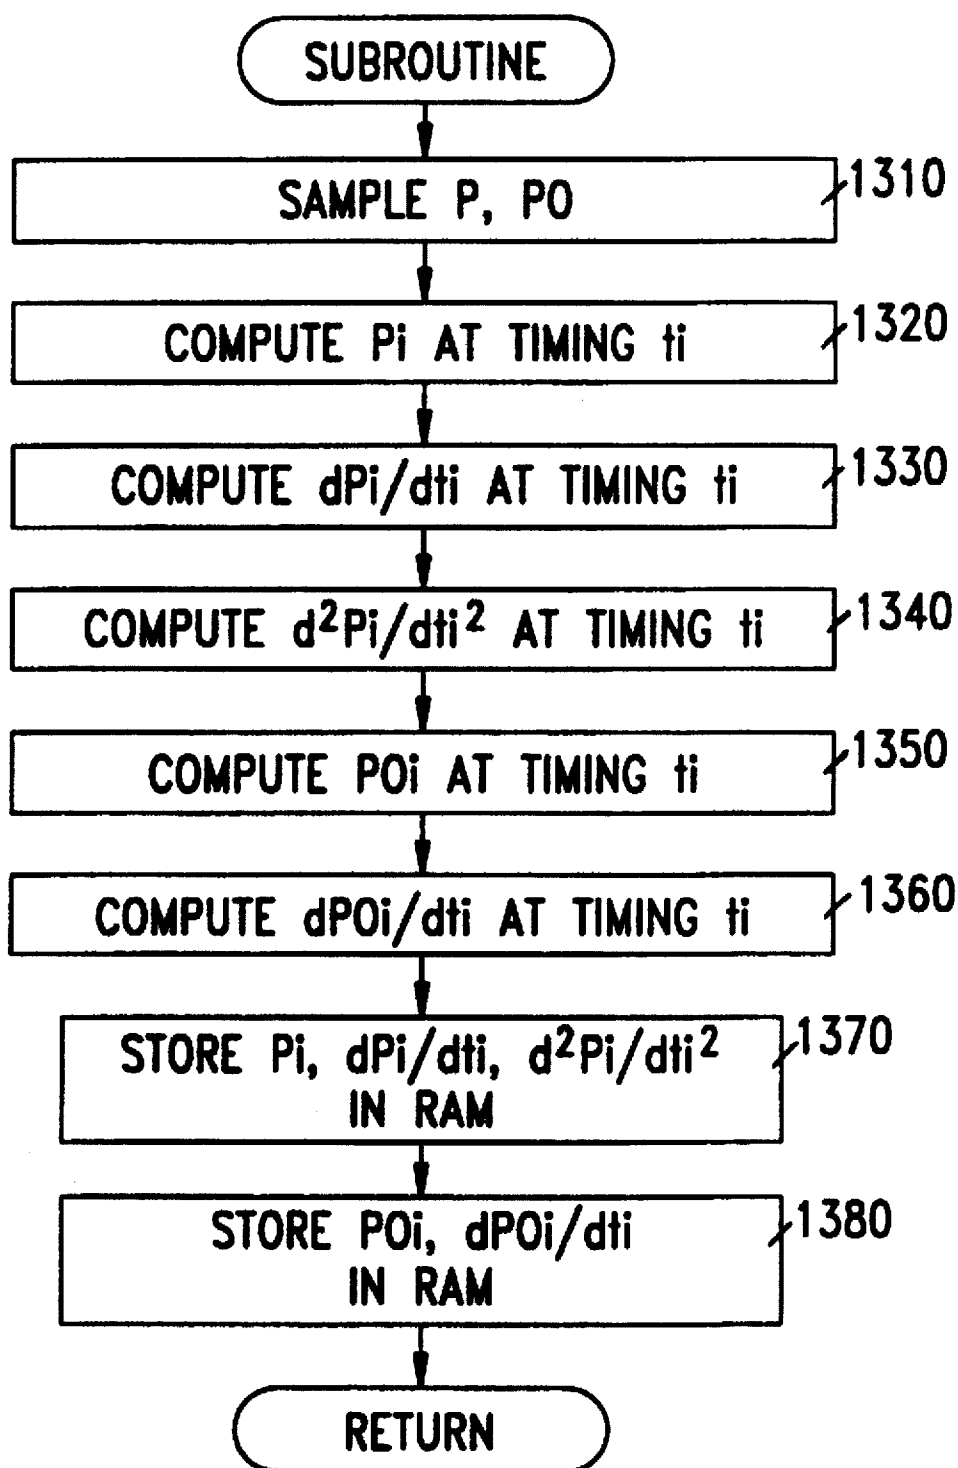 SUBROUTINE
SAMPLE P, PO
1310
COMPUTE Pi AT TIMING ti
1320
COMPUTE dPi/dti AT TIMING ti
1330
COMPUTE d²Pi/dti² AT TIMING ti
1340
COMPUTE POi AT TIMING ti
1350
COMPUTE dPOi/dti AT TIMING ti
1360
STORE Pi, dPi/dti, d²Pi/dti²
IN RAM
1370
STORE POi, dPOi/dti
IN RAM
1380
RETURN